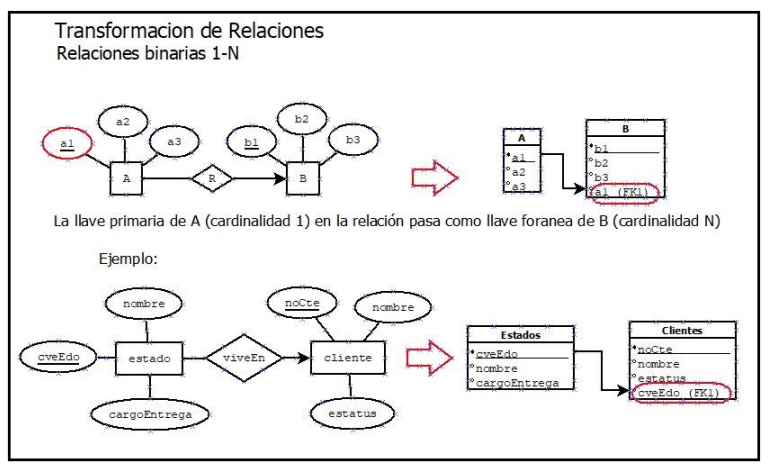 Transformacion de Relaciones
Relaciones binarias 1-N
a1
a2
a3
A
R
b1
b2
b3
B
A
a1
a2
a3
B
b1
b2
b3
a1 (FK1)
La llave primaria de A (cardinalidad 1) en la relación pasa como llave foranea de B (cardinalidad N)
Ejemplo:
nombre
cveEdo
estado
cargoEntrega
viveEn
noCte
nombre
cliente
estatus
Estados
cveEdo
nombre
cargoEntrega
Clientes
noCte
nombre
estatus
cveEdo (FK1)